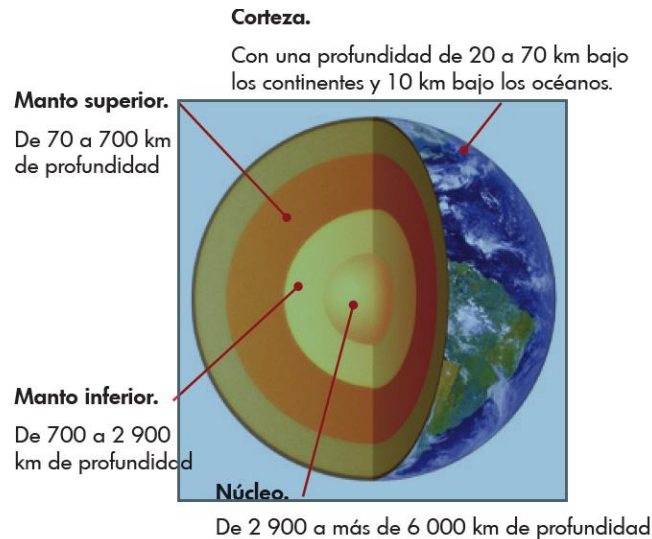 Corteza.
Con una profundidad de 20 a 70 km bajo
los continentes y 10 km bajo los océanos.
Manto superior.
De 70 a 700 km
de profundidad
Manto inferior.
De 700 a 2 900
km de profundidad
Núcleo.
De 2 900 a más de 6 000 km de profundidad